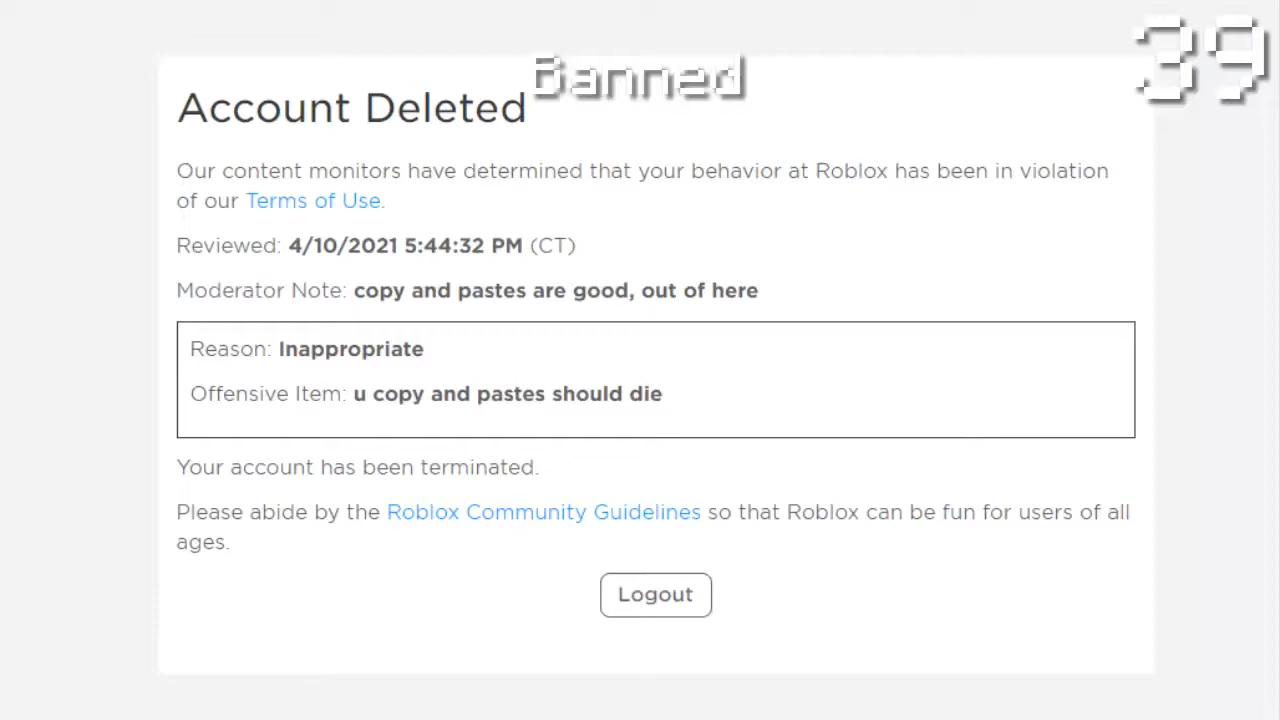 39
Banned
Account Deleted
Our content monitors have determined that your behavior at Roblox has been in violation
of our Terms of Use.
Reviewed: 4/10/2021 5:44:32 PM (CT)
Moderator Note: copy and pastes are good, out of here
Reason: Inappropriate
Offensive Item: u copy and pastes should die
Your account has been terminated.
Please abide by the Roblox Community Guidelines so that Roblox can be fun for users of all
ages.
Logout